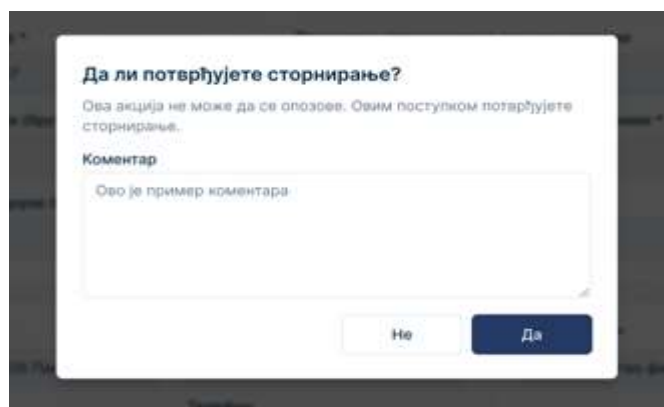 Да ли потврђујете сторнирање?
Ова акција не може да се опозове. Овим поступком потврђујете
сторнирање.
Коментар
Ово је пример коментара
Не
Да